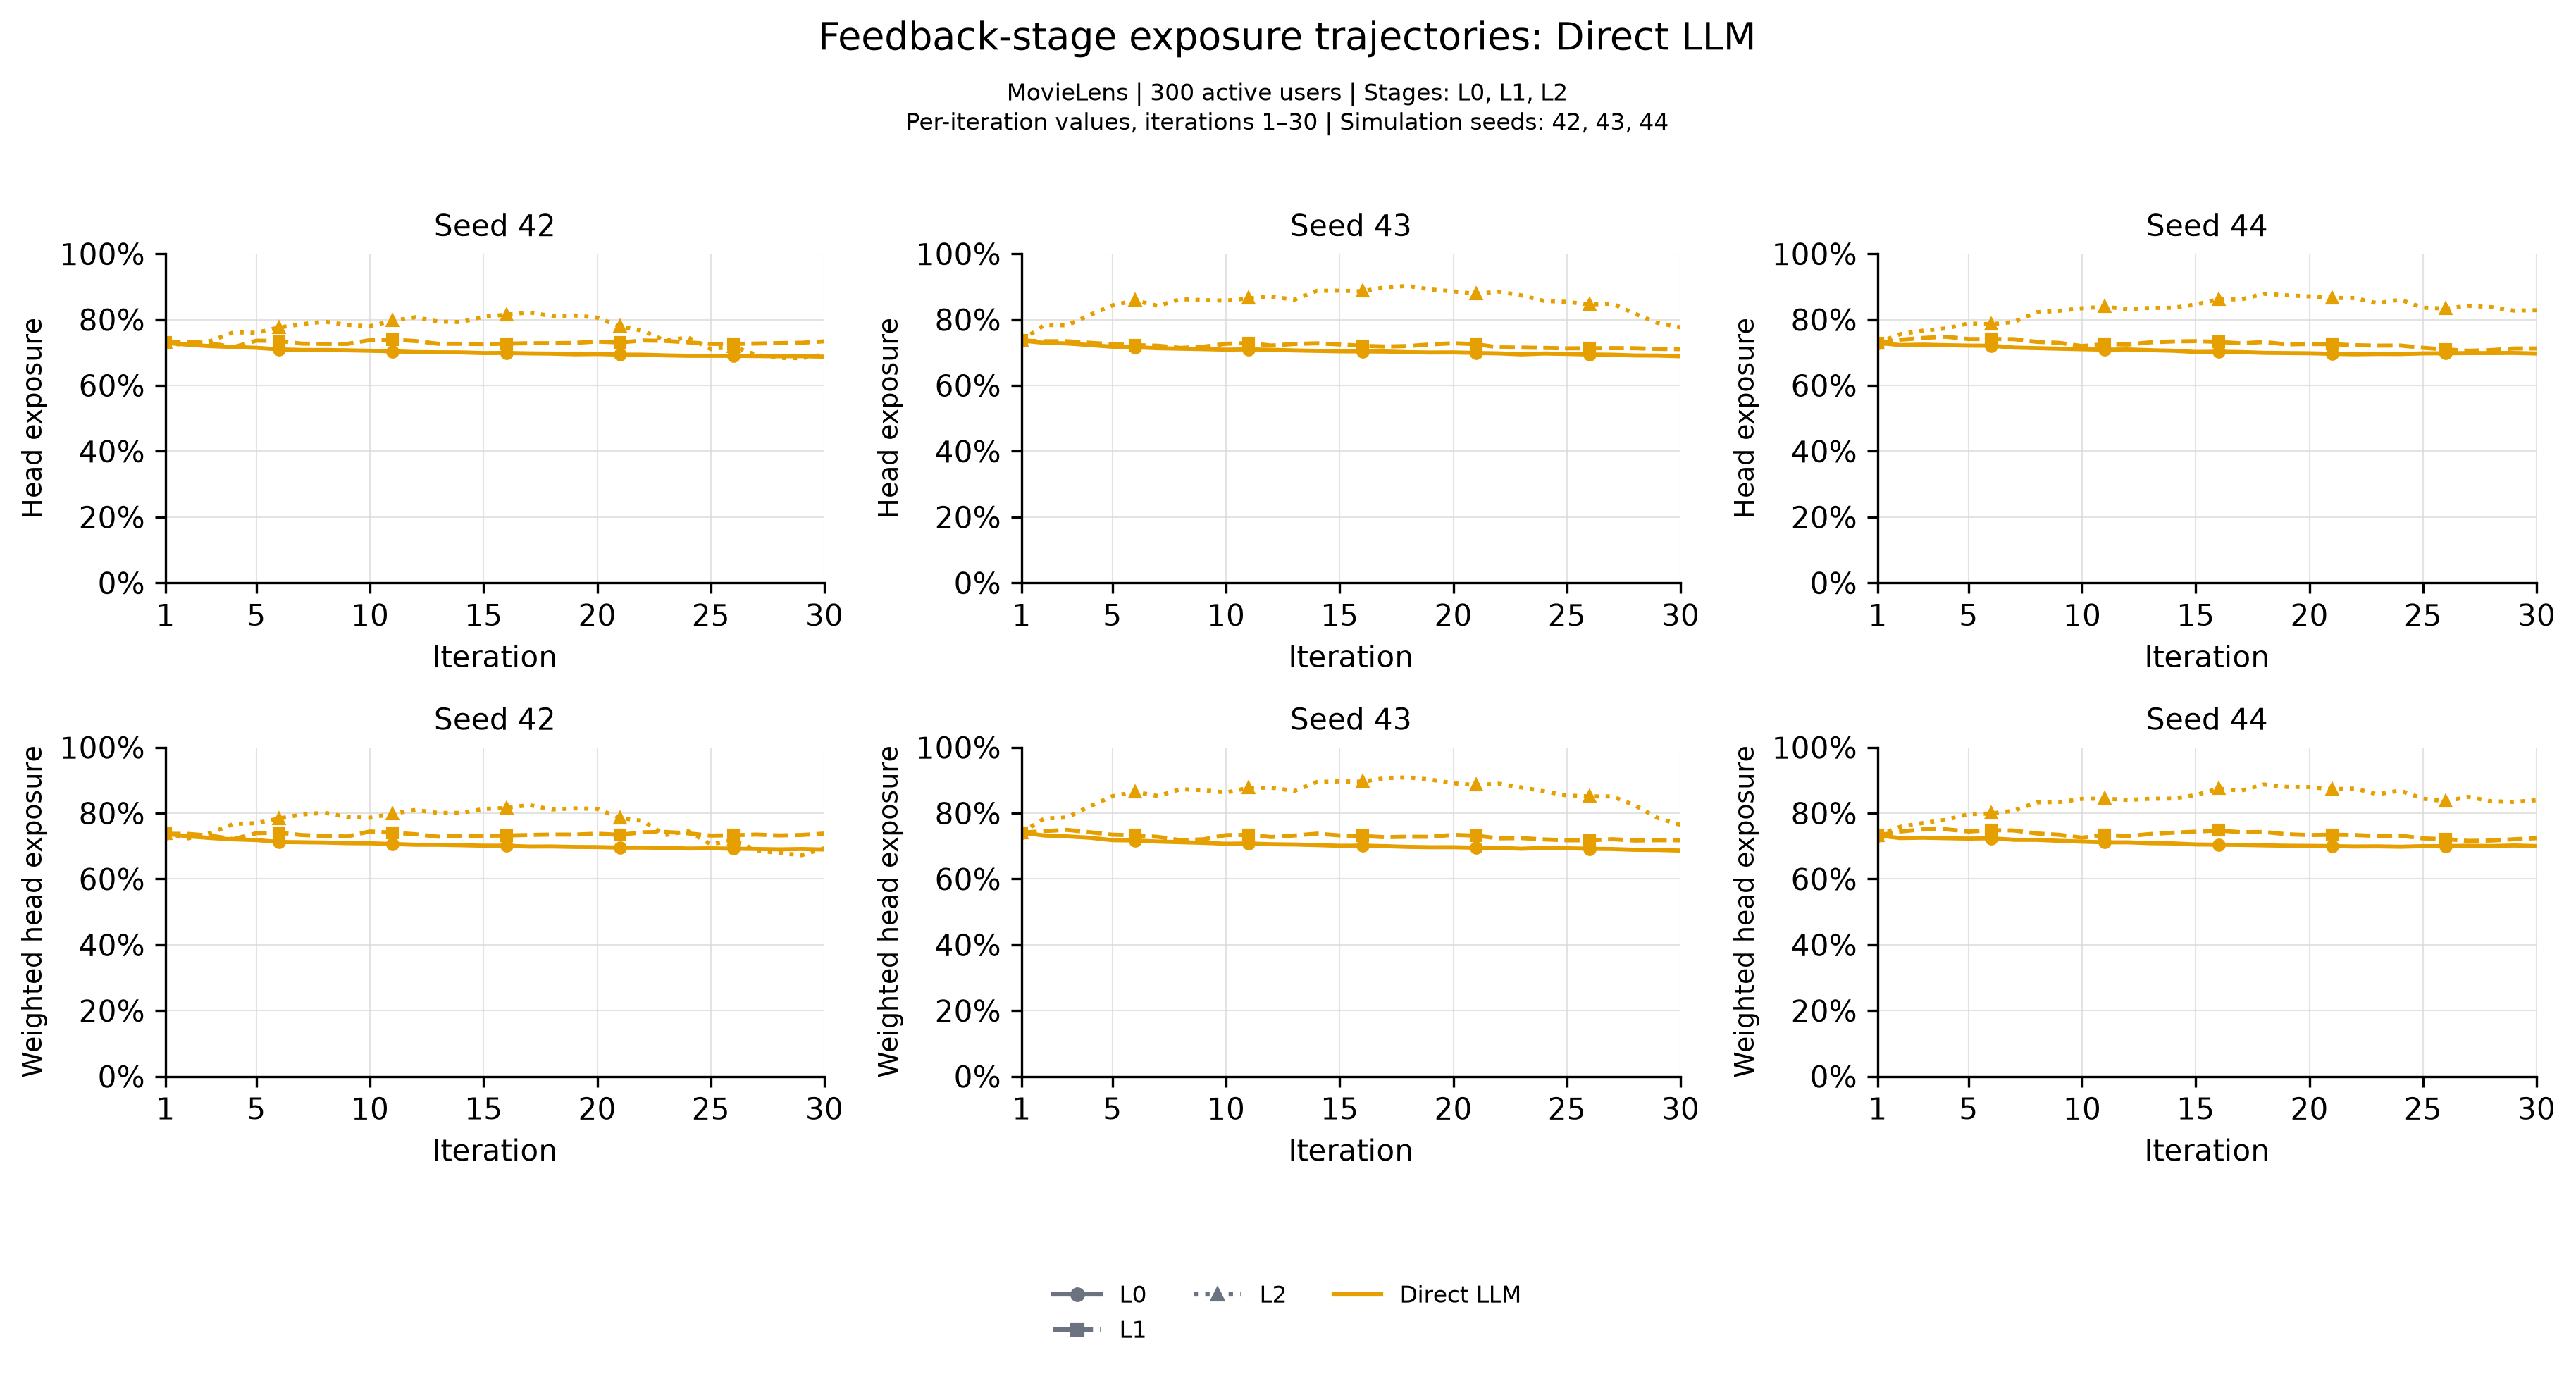 Feedback-stage exposure trajectories: Direct LLM
MovieLens | 300 active users | Stages: L0, L1, L2
Per-iteration values, iterations 1–30 | Simulation seeds: 42, 43, 44
Seed 42
100%
80%
60%
40%
20%
0%
Head exposure
1 5 10 15 20 25 30
Iteration
Seed 43
100%
80%
60%
40%
20%
0%
Head exposure
1 5 10 15 20 25 30
Iteration
Seed 44
100%
80%
60%
40%
20%
0%
Head exposure
1 5 10 15 20 25 30
Iteration
Seed 42
100%
80%
60%
40%
20%
0%
Weighted head exposure
1 5 10 15 20 25 30
Iteration
Seed 43
100%
80%
60%
40%
20%
0%
Weighted head exposure
1 5 10 15 20 25 30
Iteration
Seed 44
100%
80%
60%
40%
20%
0%
Weighted head exposure
1 5 10 15 20 25 30
Iteration
L0 L2 Direct LLM
L1